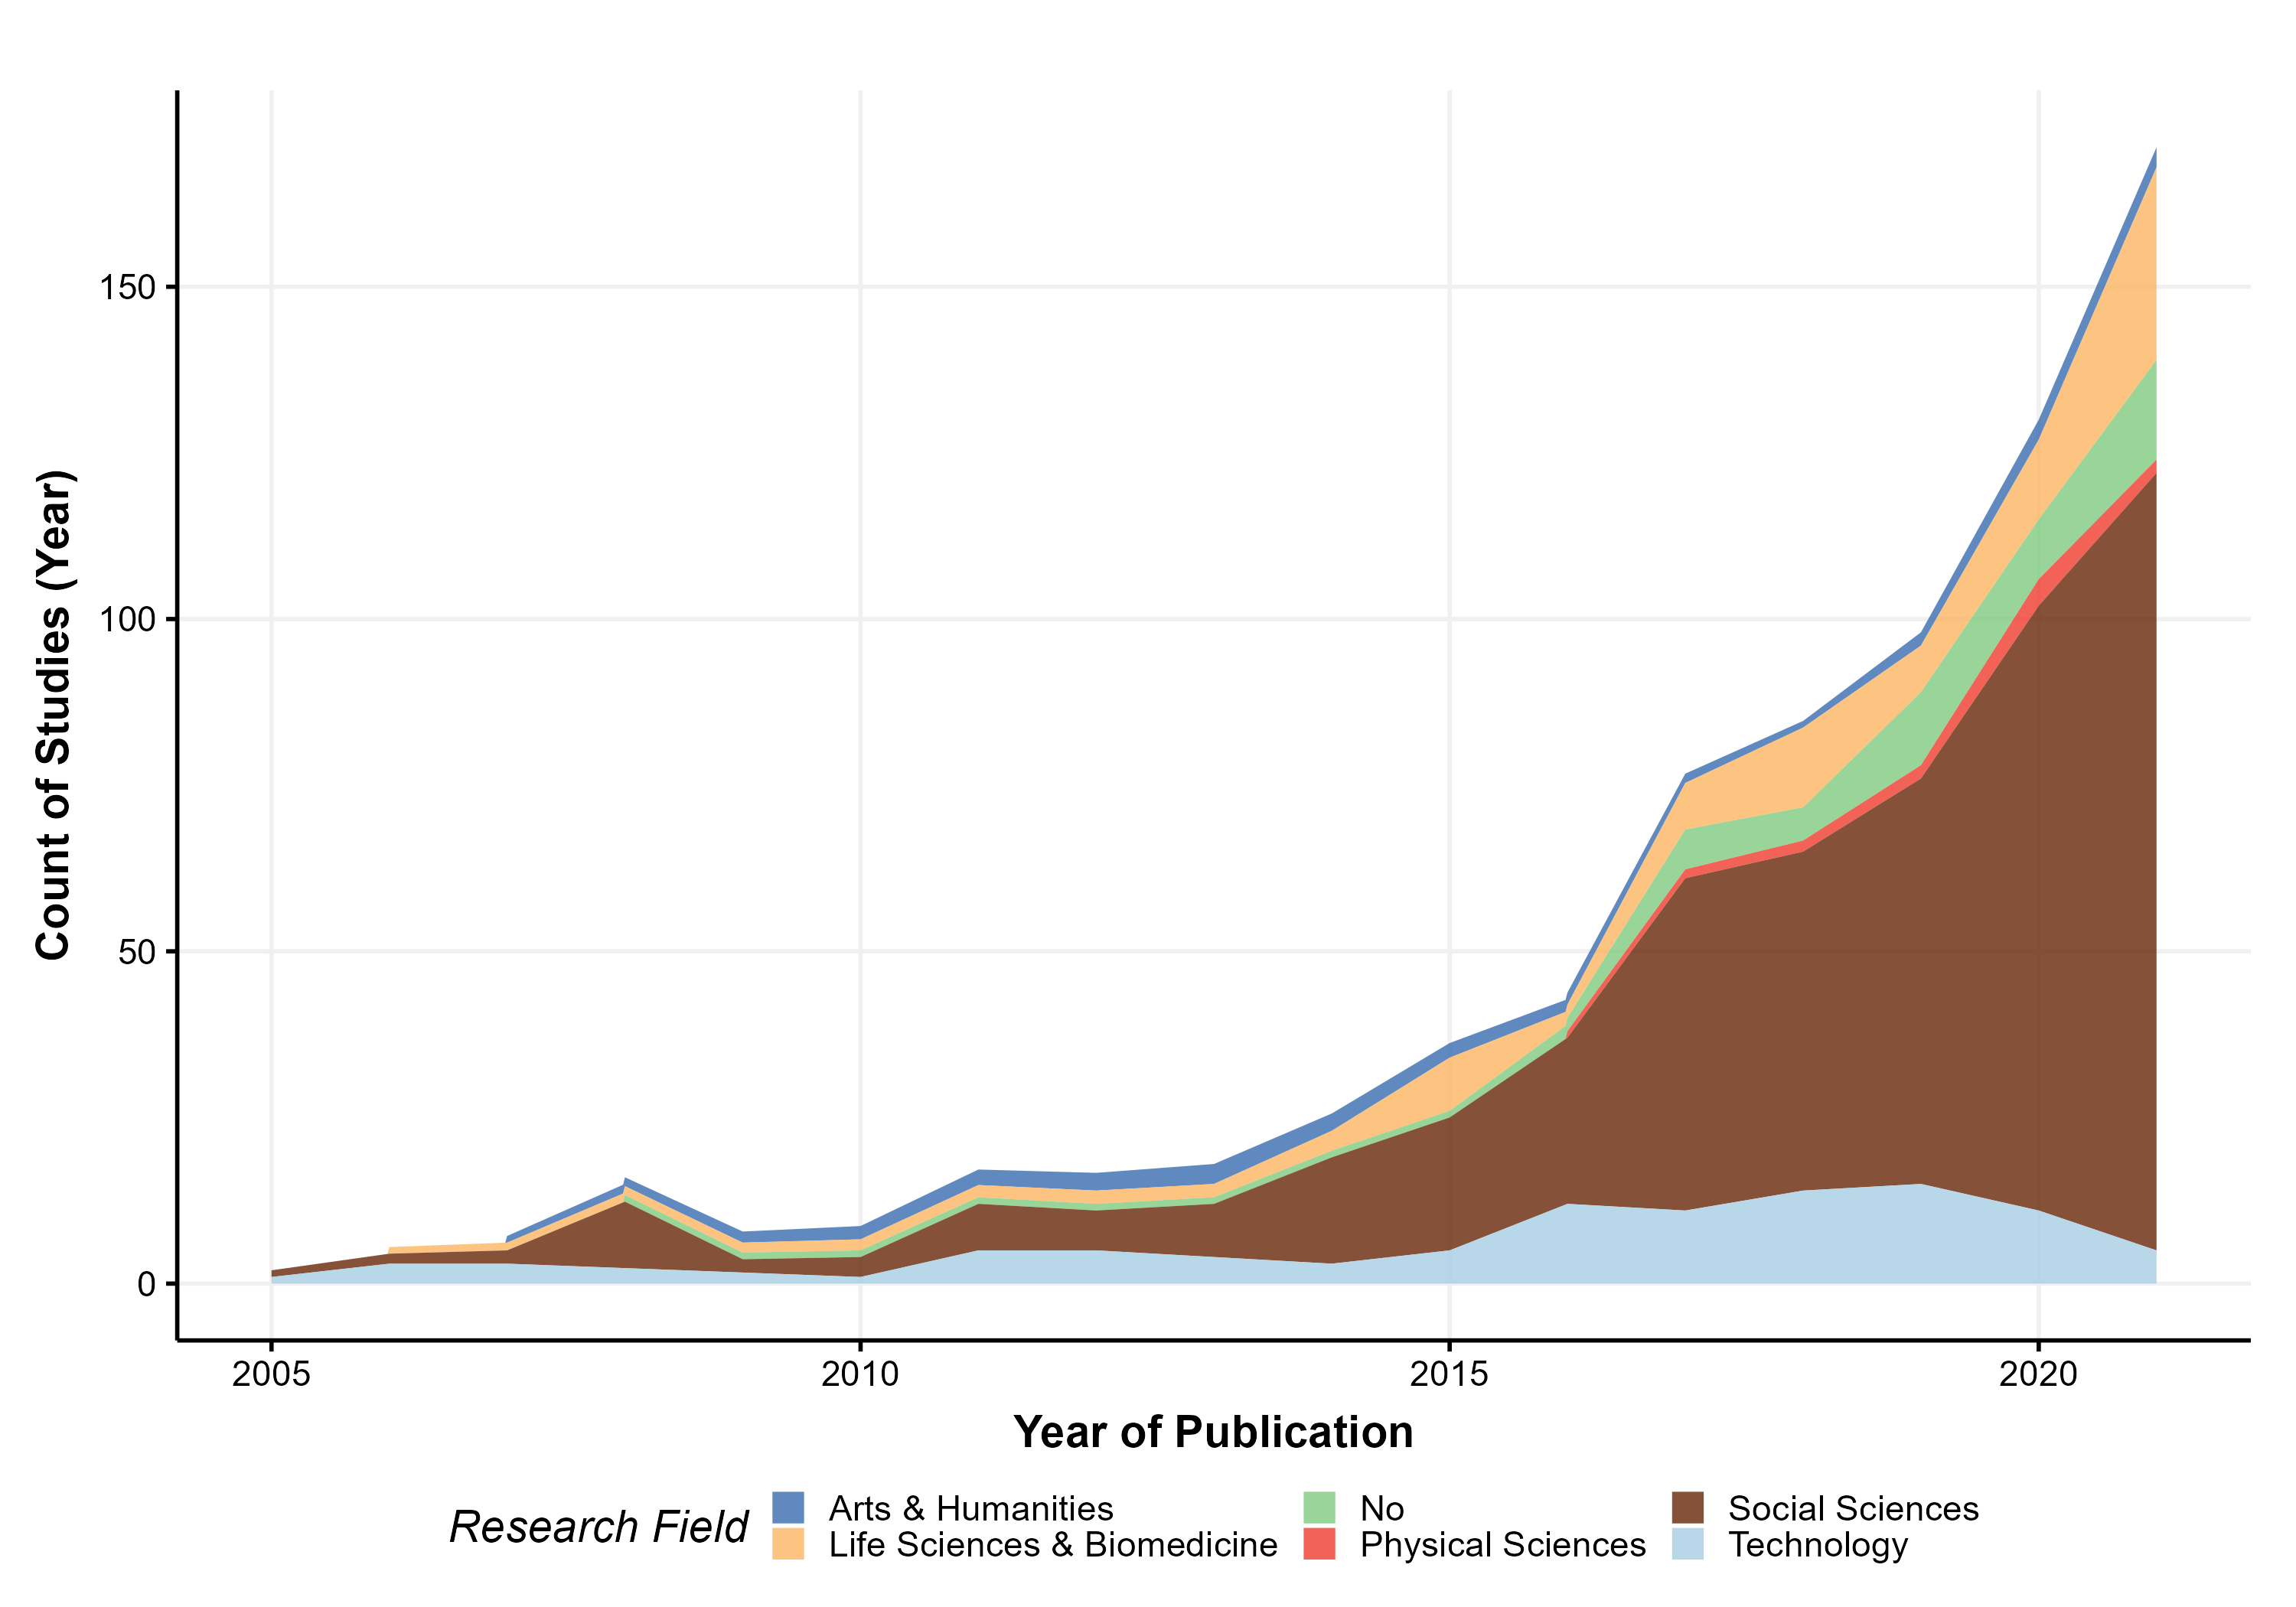 Count of Studies (Year)
150
100
50
0
2005 2010 2015 2020
Year of Publication
Research Field
Arts & Humanities
Life Sciences & Biomedicine
No
Physical Sciences
Social Sciences
Technology